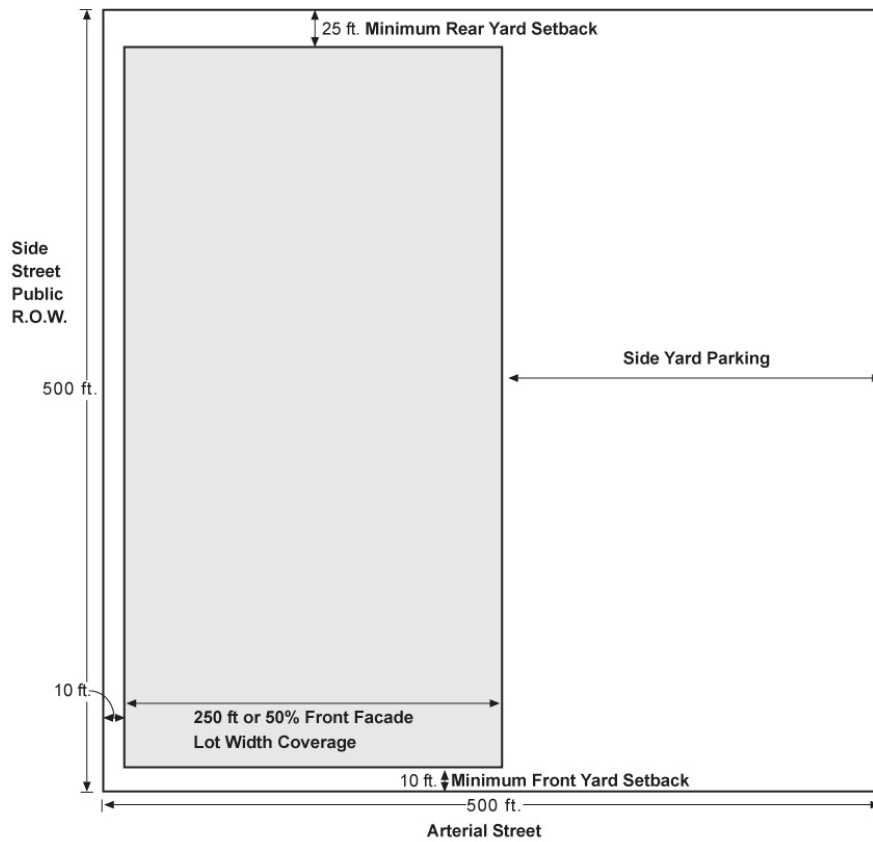 25 ft. Minimum Rear Yard Setback
Side
Street
Public
R.O.W.
Side Yard Parking
500 ft.
10 ft.
250 ft or 50% Front Facade
Lot Width Coverage
10 ft. Minimum Front Yard Setback
500 ft.
Arterial Street